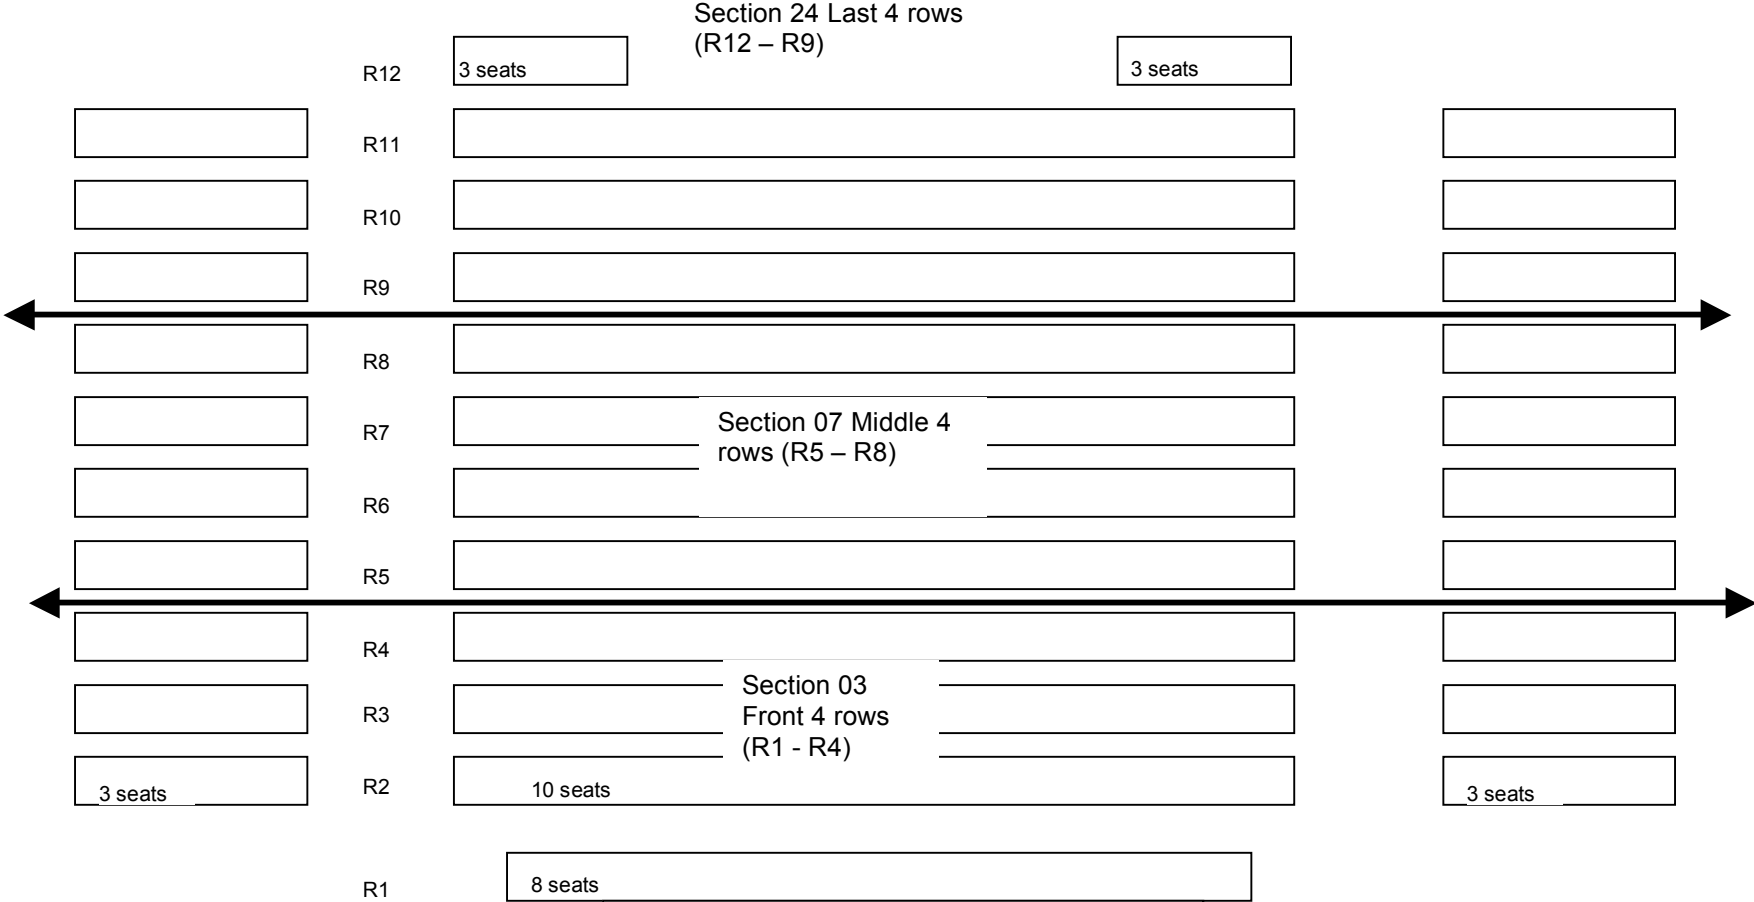 Section 24 Last 4 rows
(R12 – R9)
R12
3 seats
3 seats
R11
R10
R9
R8
R7
Section 07 Middle 4
rows (R5 – R8)
R6
R5
R4
Section 03
Front 4 rows
(R1 - R4)
R3
R2
3 seats
10 seats
3 seats
R1
8 seats